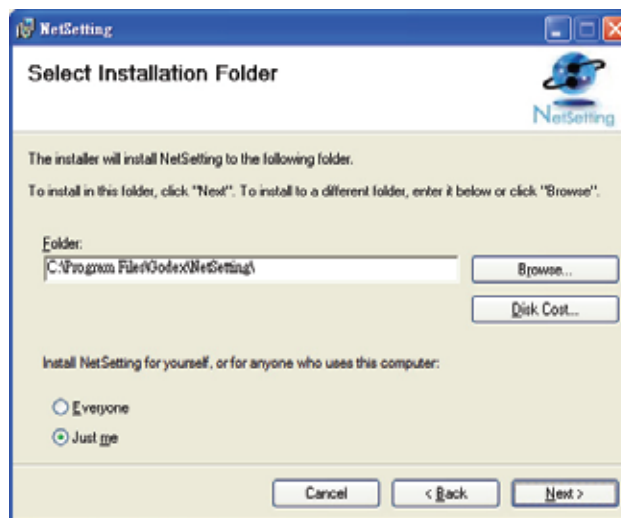 NetSetting
Select Installation Folder
NetSetting
The installer will install NetSetting to the following folder.
To install in this folder, click "Next". To install to a different folder, enter it below or click "Browse".
Folder:
C:\Program Files\Godex\NetSetting\
Browse...
Disk Cost...
Install NetSetting for yourself, or for anyone who uses this computer:
Everyone
Just me
Cancel
< Back
Next >